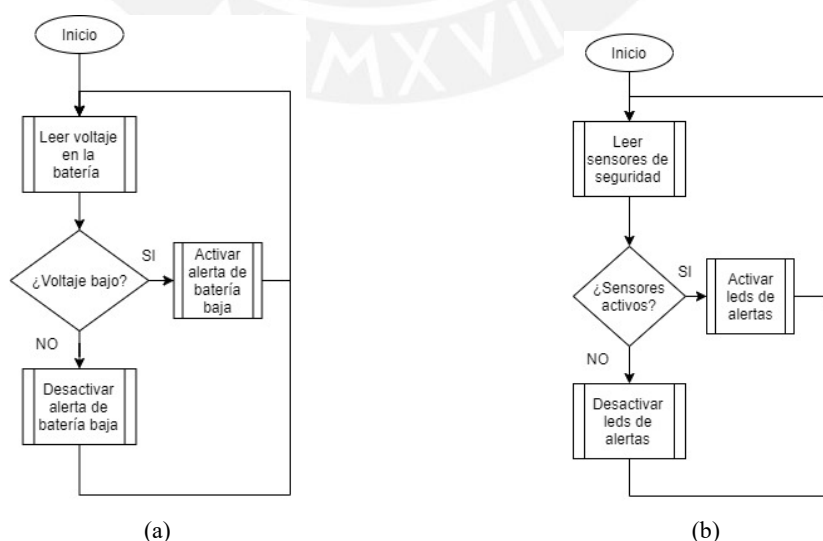 MXVII
Inicio
Leer voltaje
en la
batería
¿Voltaje bajo?
SI
Activar
alerta de
batería
baja
NO
Desactivar
alerta de
batería baja
(a)
Inicio
Leer
sensores de
seguridad
¿Sensores
activos?
SI
Activar
leds de
alertas
NO
Desactivar
leds de
alertas
(b)